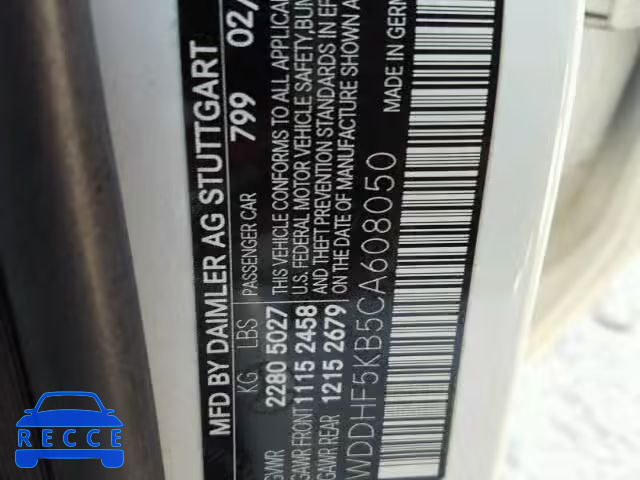 MFD BY DAIMLER AG STUTTGART
799 02/
KG LBS PASSENGER CAR
GVWR 2280 5027 THIS VEHICLE CONFORMS TO ALL APPLICA
GAWR FRONT 1115 2458 U.S. FEDERAL MOTOR VEHICLE SAFETY, BUM
GAWR REAR 1215 2679 AND THEFT PREVENTION STANDARDS IN EF
ON THE DATE OF MANUFACTURE SHOWN
WDDHF5KB5CA608050 MADE IN GERM
RECCE